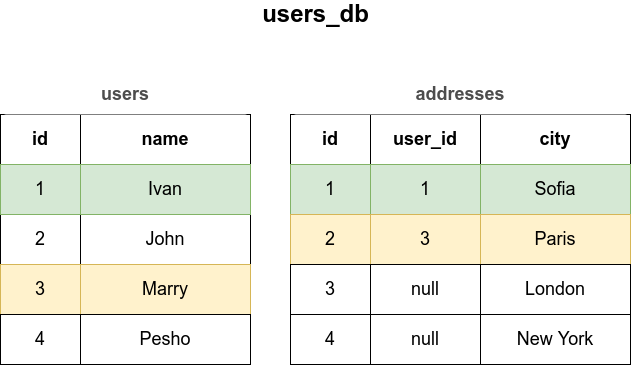 users_db
users
id name
1 Ivan
2 John
3 Marry
4 Pesho
addresses
id user_id city
1 1 Sofia
2 3 Paris
3 null London
4 null New York